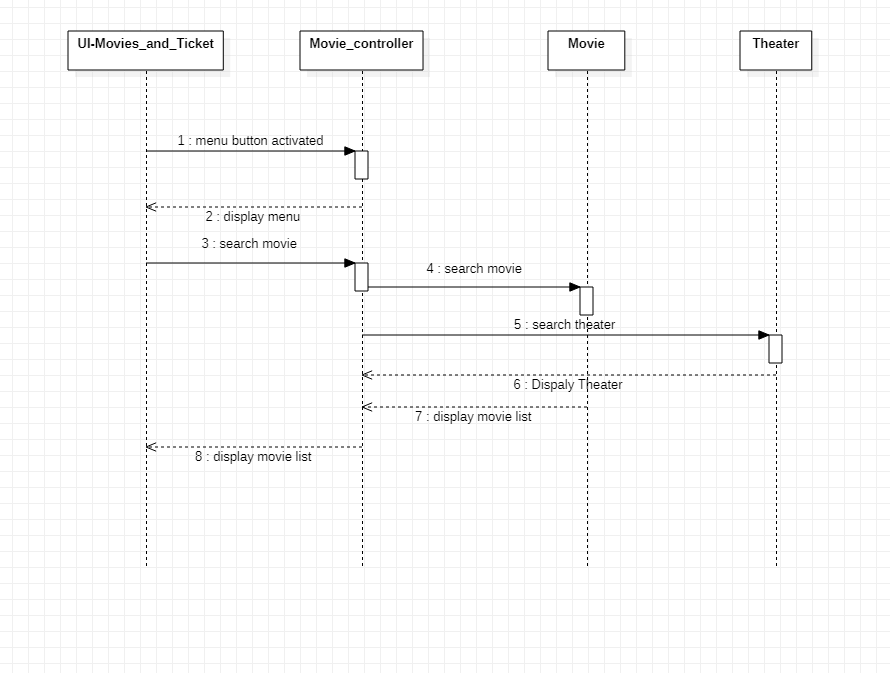 UI-Movies_and_Ticket
Movie_controller
Movie
Theater
1 : menu button activated
2 : display menu
3 : search movie
4 : search movie
5 : search theater
6 : Dispaly Theater
7 : display movie list
8 : display movie list